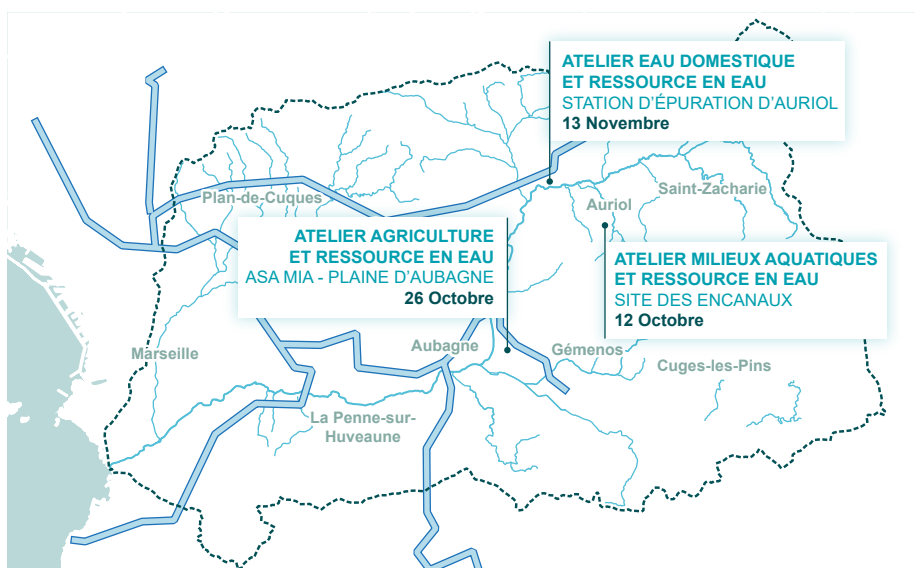 ATELIER EAU DOMESTIQUE
ET RESSOURCE EN EAU
STATION D'ÉPURATION D'AURIOL
13 Novembre
Plan-de-Cuques
Saint-Zacharie
Auriol
ATELIER AGRICULTURE
ET RESSOURCE EN EAU
ASA MIA - PLAINE D'AUBAGNE
26 Octobre
ATELIER MILIEUX AQUATIQUES
ET RESSOURCE EN EAU
SITE DES ENCANAUX
12 Octobre
Marseille
Aubagne
Gémenos
Cuges-les-Pins
La Penne-sur-
Huveaune